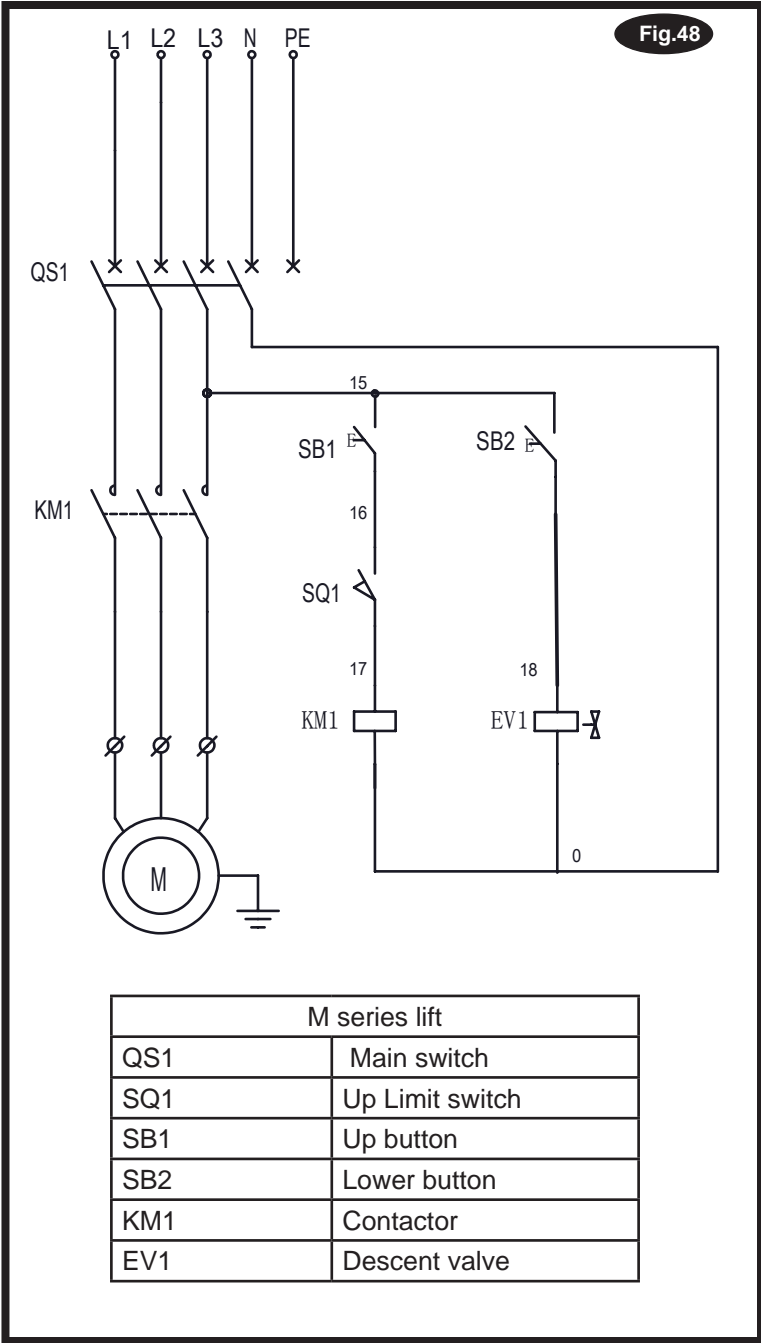 Fig.48
L1 L2 L3 N PE
QS1
15
SB1 E
SB2 E
KM1
16
SQ1
17
18
KM1
EV1
0
M
M series lift
QS1 Main switch
SQ1 Up Limit switch
SB1 Up button
SB2 Lower button
KM1 Contactor
EV1 Descent valve